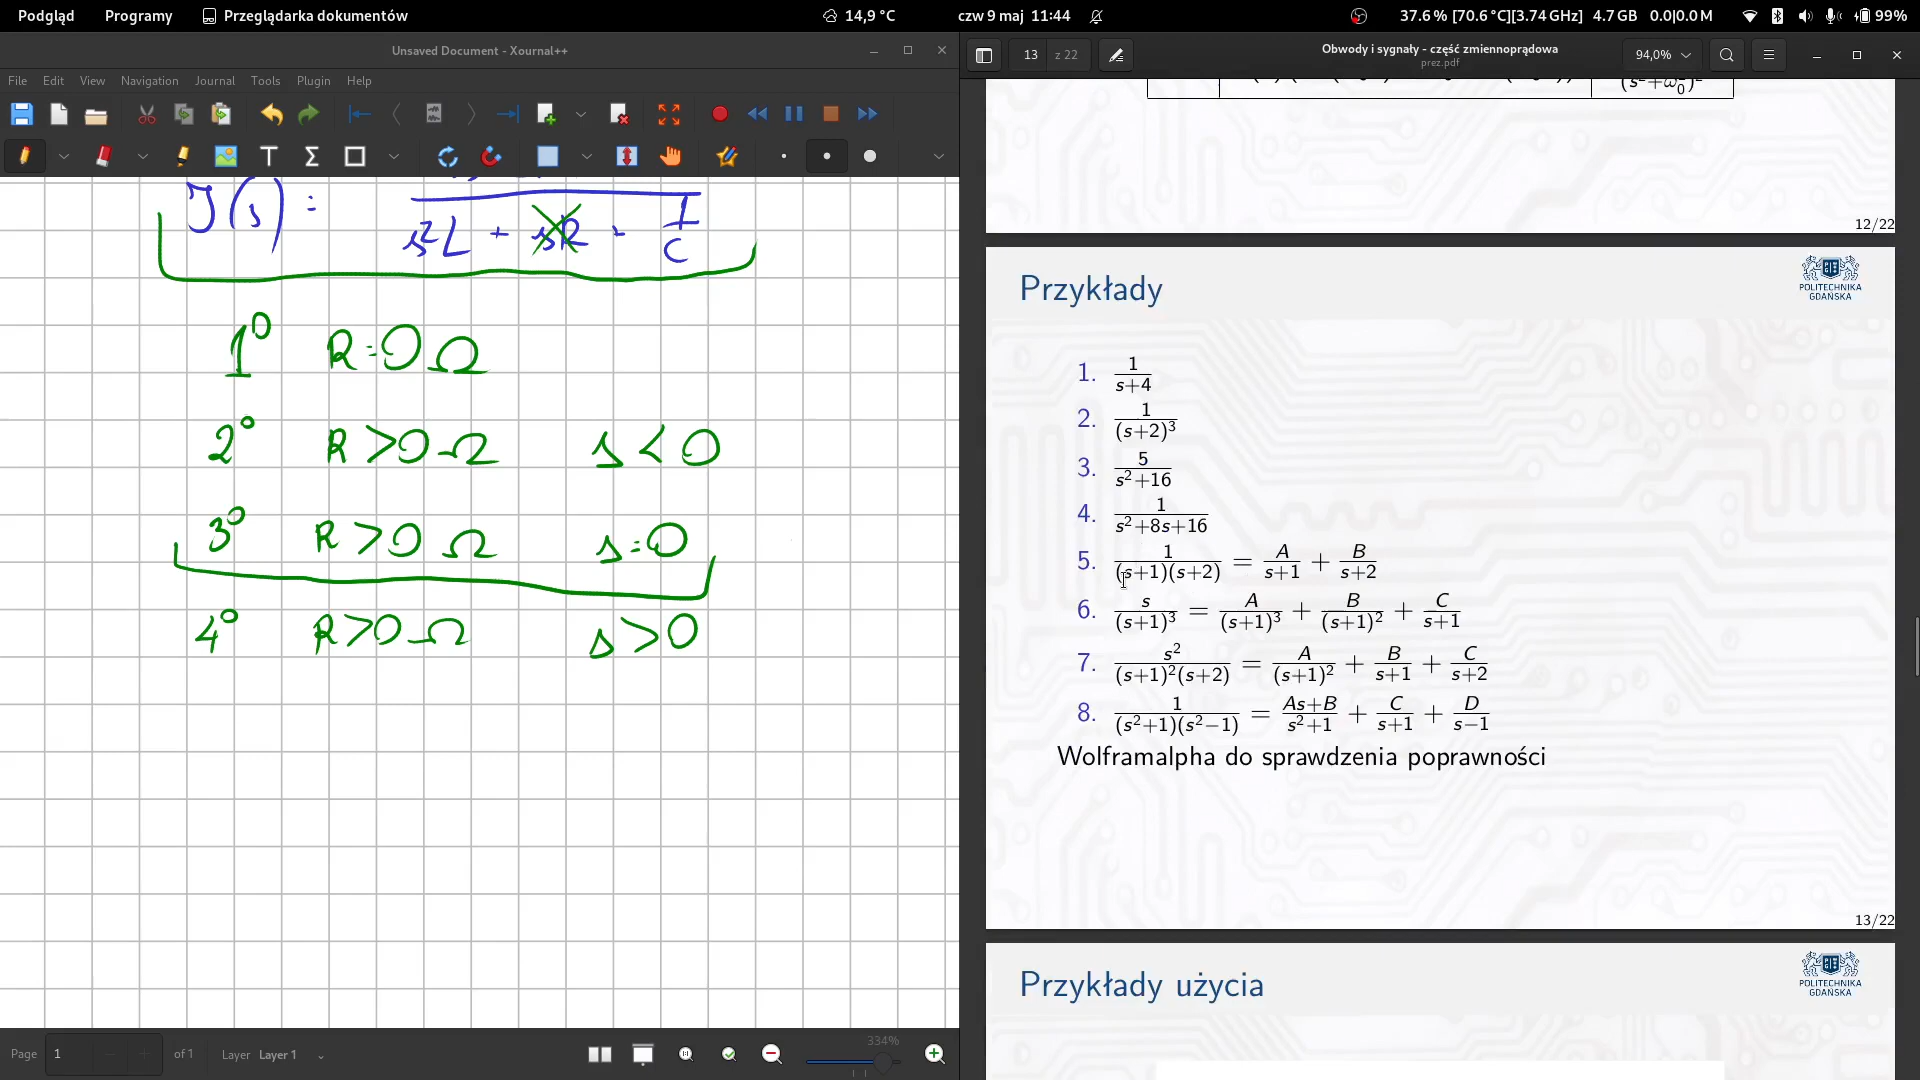 Podgląd Programy Przeglądarka dokumentów 14,9 °C czw 9 maj 11:44 37.6 % [70.6 °C][3.74 GHz] 4.7 GB 0.0|0.0 M 99%
Unsaved Document - Xournal++
File Edit View Navigation Journal Tools Plugin Help
J(s) =
s²L + sR + 1/C
1⁰ R=0 Ω
2⁰ R>0 Ω s<0
3⁰ R>0 Ω s=0
4⁰ R>0 Ω s>0
Page 1 of 1 Layer Layer 1 334%
13 z 22 Obwody i sygnały - część zmiennoprądowa 94,0%
prez.pdf
(s²+ω₀²)²
12/22
Przykłady
POLITECHNIKA
GDAŃSKA
1. 1/(s+4)
2. 1/(s+2)³
3. 5/(s²+16)
4. 1/(s²+8s+16)
5. 1/((s+1)(s+2)) = A/(s+1) + B/(s+2)
6. s/(s+1)³ = A/(s+1)³ + B/(s+1)² + C/(s+1)
7. s²/((s+1)²(s+2)) = A/(s+1)² + B/(s+1) + C/(s+2)
8. 1/((s²+1)(s²−1)) = (As+B)/(s²+1) + C/(s+1) + D/(s−1)
Wolframalpha do sprawdzenia poprawności
13/22
Przykłady użycia
POLITECHNIKA
GDAŃSKA